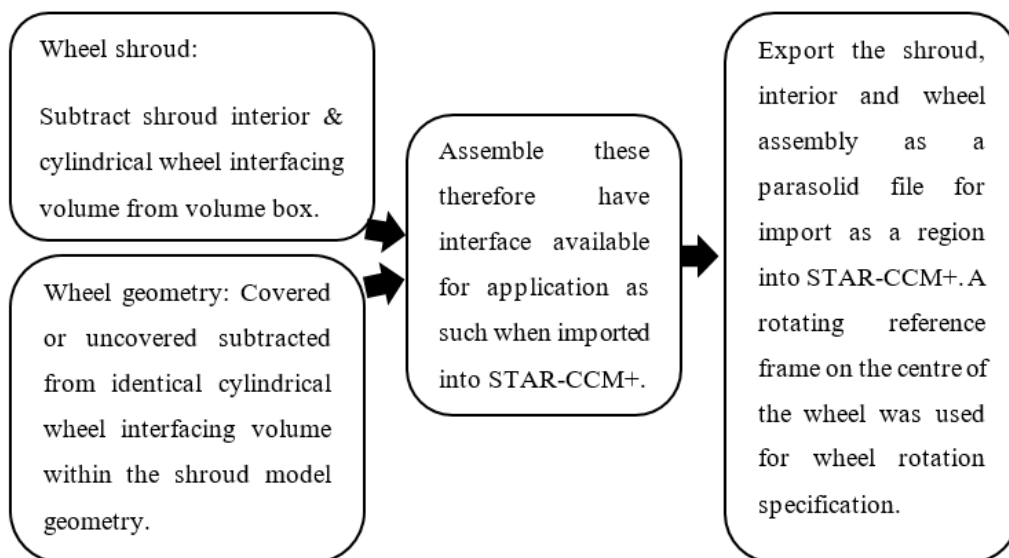 Wheel shroud:
Subtract shroud interior &
cylindrical wheel interfacing
volume from volume box.
Wheel geometry: Covered
or uncovered subtracted
from identical cylindrical
wheel interfacing volume
within the shroud model
geometry.
Assemble these
therefore have
interface available
for application as
such when imported
into STAR-CCM+.
Export the shroud,
interior and wheel
assembly as a
parasolid file for
import as a region
into STAR-CCM+. A
rotating reference
frame on the centre of
the wheel was used
for wheel rotation
specification.